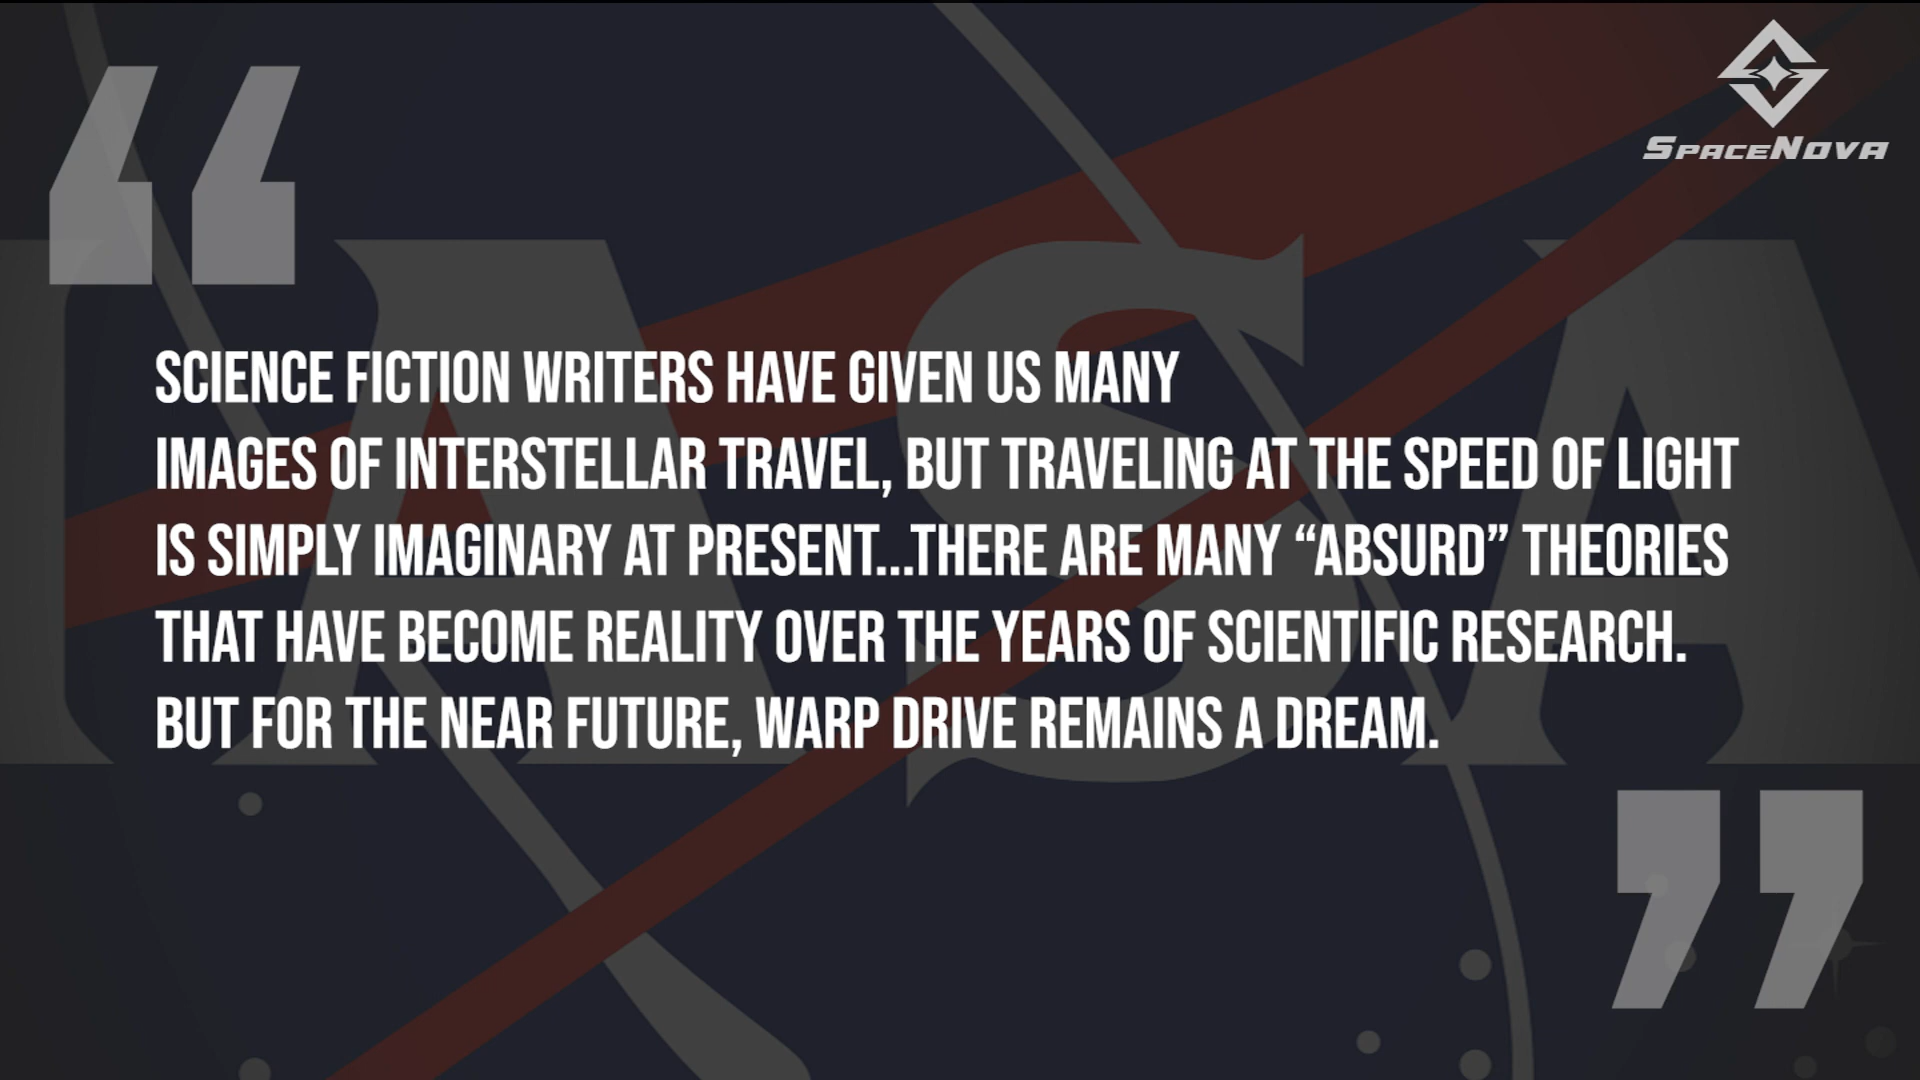 SPACENOVA
SCIENCE FICTION WRITERS HAVE GIVEN US MANY
IMAGES OF INTERSTELLAR TRAVEL, BUT TRAVELING AT THE SPEED OF LIGHT
IS SIMPLY IMAGINARY AT PRESENT...THERE ARE MANY “ABSURD” THEORIES
THAT HAVE BECOME REALITY OVER THE YEARS OF SCIENTIFIC RESEARCH.
BUT FOR THE NEAR FUTURE, WARP DRIVE REMAINS A DREAM.
NASA